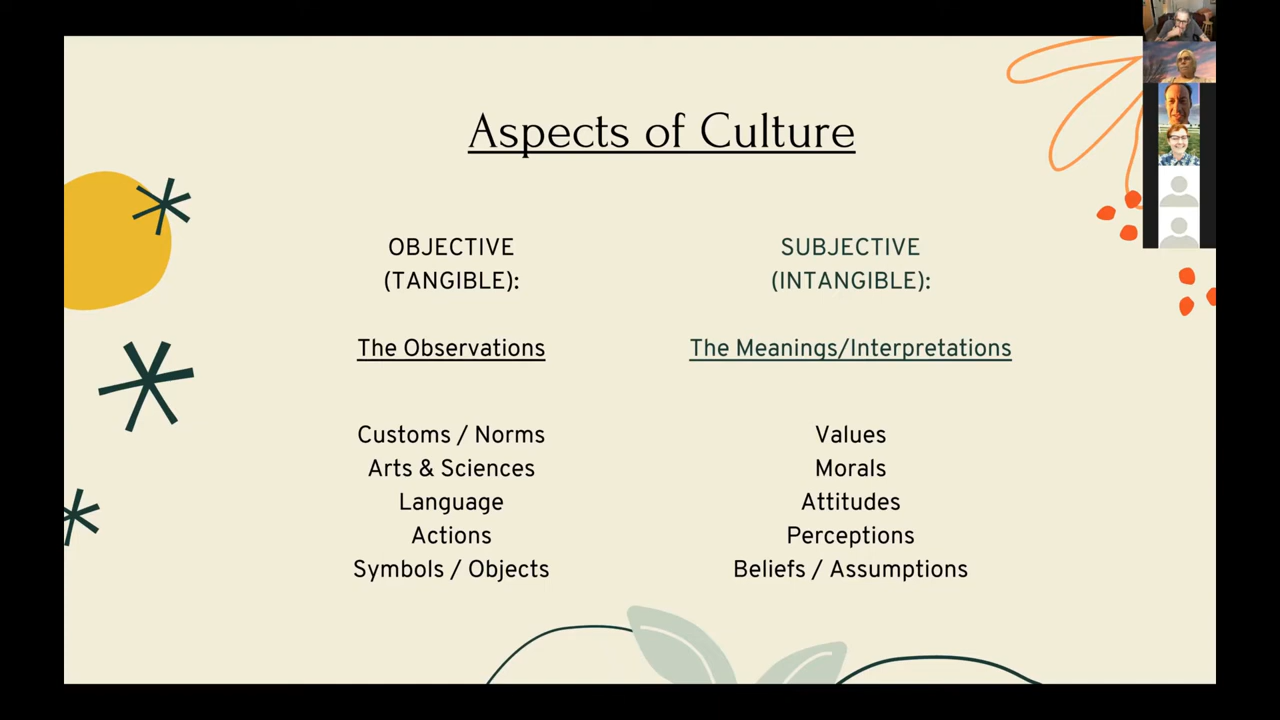 Aspects of Culture
OBJECTIVE
(TANGIBLE):
The Observations
Customs / Norms
Arts & Sciences
Language
Actions
Symbols / Objects
SUBJECTIVE
(INTANGIBLE):
The Meanings/Interpretations
Values
Morals
Attitudes
Perceptions
Beliefs / Assumptions